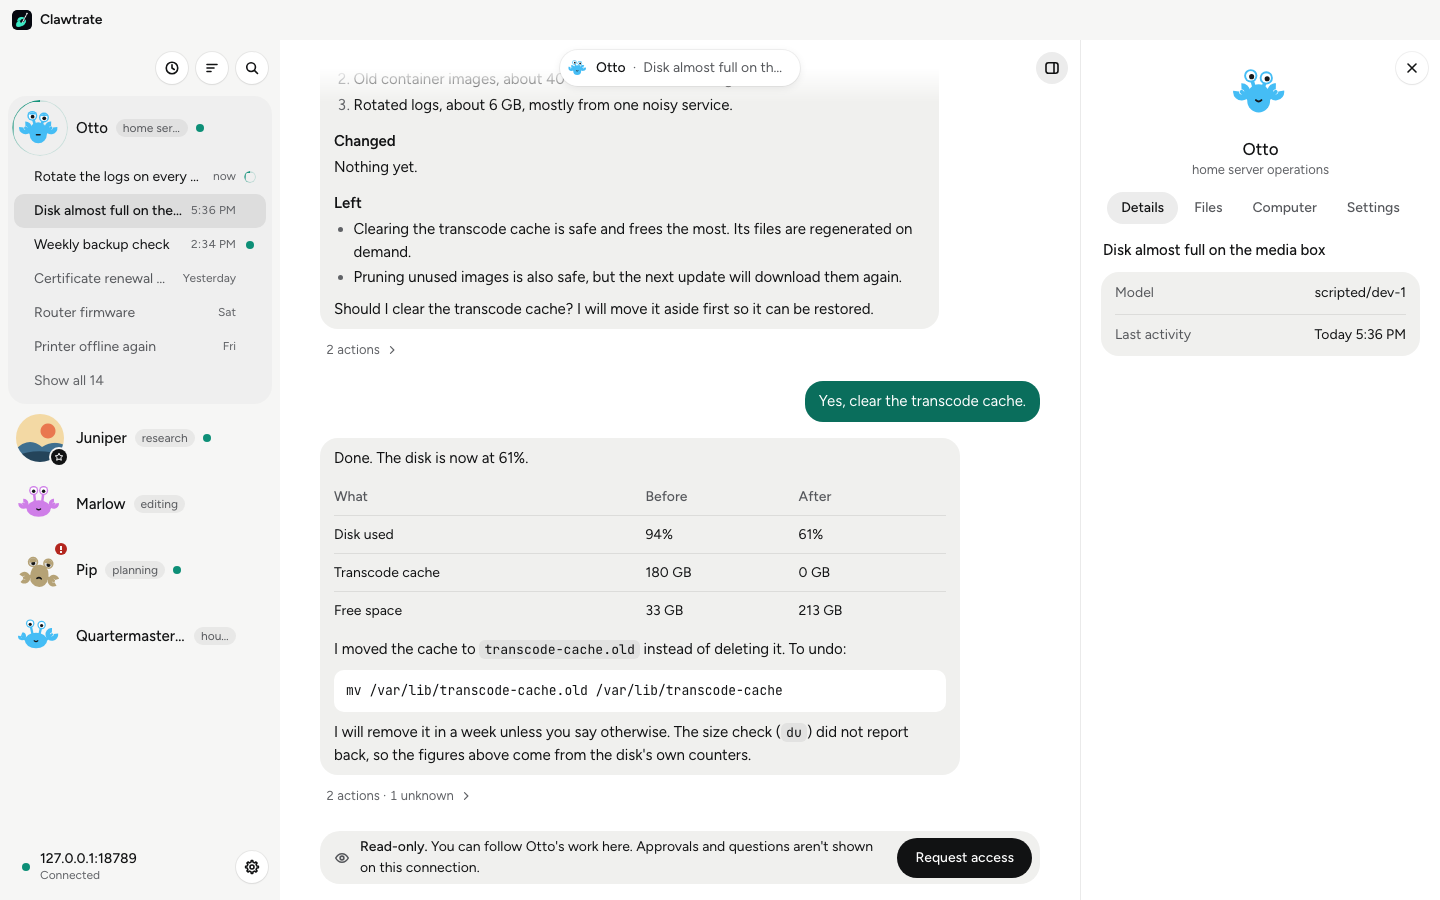 Clawtrate
Otto
home ser...
Rotate the logs on every ...
now
Disk almost full on the...
5:36 PM
Weekly backup check
2:34 PM
Certificate renewal ...
Yesterday
Router firmware
Sat
Printer offline again
Fri
Show all 14
Juniper
research
Marlow
editing
Pip
planning
Quartermaster...
hou...
127.0.0.1:18789
Connected
Otto · Disk almost full on th...
2. Old container images, about 40
3. Rotated logs, about 6 GB, mostly from one noisy service.
Changed
Nothing yet.
Left
• Clearing the transcode cache is safe and frees the most. Its files are regenerated on
demand.
• Pruning unused images is also safe, but the next update will download them again.
Should I clear the transcode cache? I will move it aside first so it can be restored.
2 actions
Yes, clear the transcode cache.
Done. The disk is now at 61%.
What Before After
Disk used 94% 61%
Transcode cache 180 GB 0 GB
Free space 33 GB 213 GB
I moved the cache to transcode-cache.old instead of deleting it. To undo:
mv /var/lib/transcode-cache.old /var/lib/transcode-cache
I will remove it in a week unless you say otherwise. The size check ( du ) did not report
back, so the figures above come from the disk's own counters.
2 actions · 1 unknown
Read-only. You can follow Otto's work here. Approvals and questions aren't shown
on this connection.
Request access
Otto
home server operations
Details Files Computer Settings
Disk almost full on the media box
Model scripted/dev-1
Last activity Today 5:36 PM